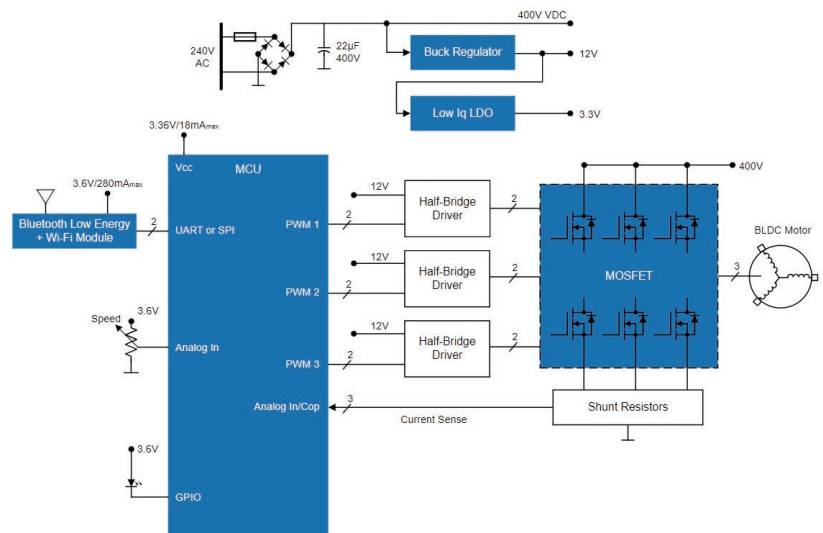 400V VDC
240V
AC
22µF
400V
Buck Regulator
12V
Low Iq LDO
3.3V
3.36V/18mAmax
Vcc
MCU
3.6V/280mAmax
Bluetooth Low Energy
+ Wi-Fi Module
2
UART or SPI
12V
Half-Bridge
Driver
PWM 1
2
2
12V
Half-Bridge
Driver
PWM 2
2
2
12V
Half-Bridge
Driver
PWM 3
2
2
400V
MOSFET
BLDC Motor
3
3.6V
Speed
Analog In
Analog In/Cop
3
Current Sense
Shunt Resistors
3.6V
GPIO